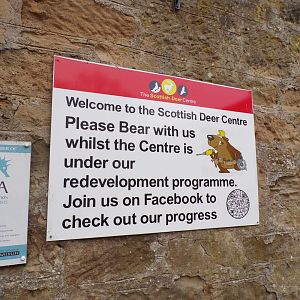 The Scottish Deer Centre
Welcome to the Scottish Deer Centre
Please Bear with us
whilst the Centre is
under our
redevelopment programme.
Join us on Facebook to
check out our progress